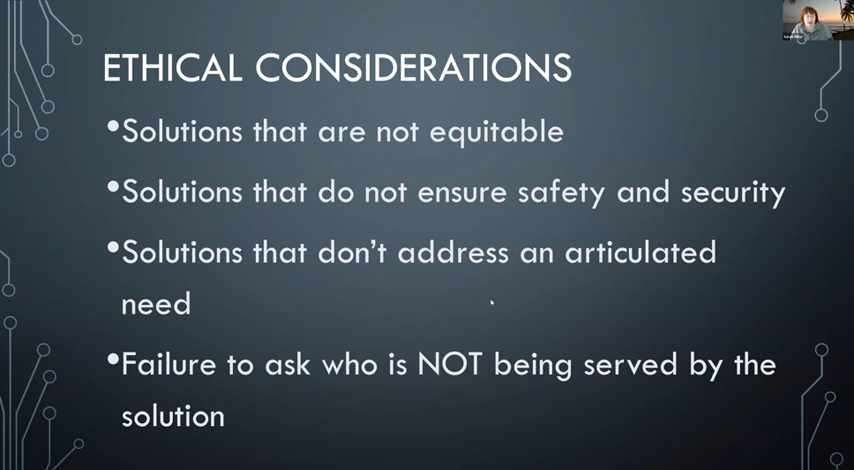 ETHICAL CONSIDERATIONS
•Solutions that are not equitable
•Solutions that do not ensure safety and security
•Solutions that don’t address an articulated
need
•Failure to ask who is NOT being served by the
solution